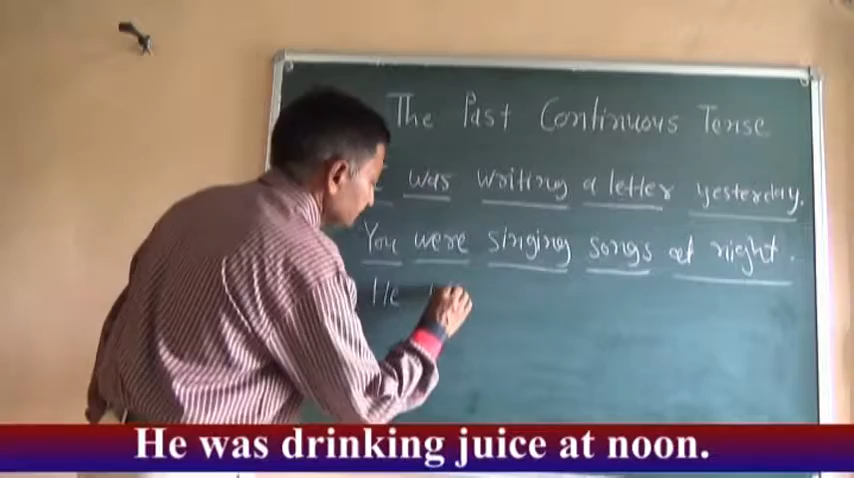 The Past Continuous Tense
I was writing a letter yesterday.
You were singing songs at night.
He
He was drinking juice at noon.